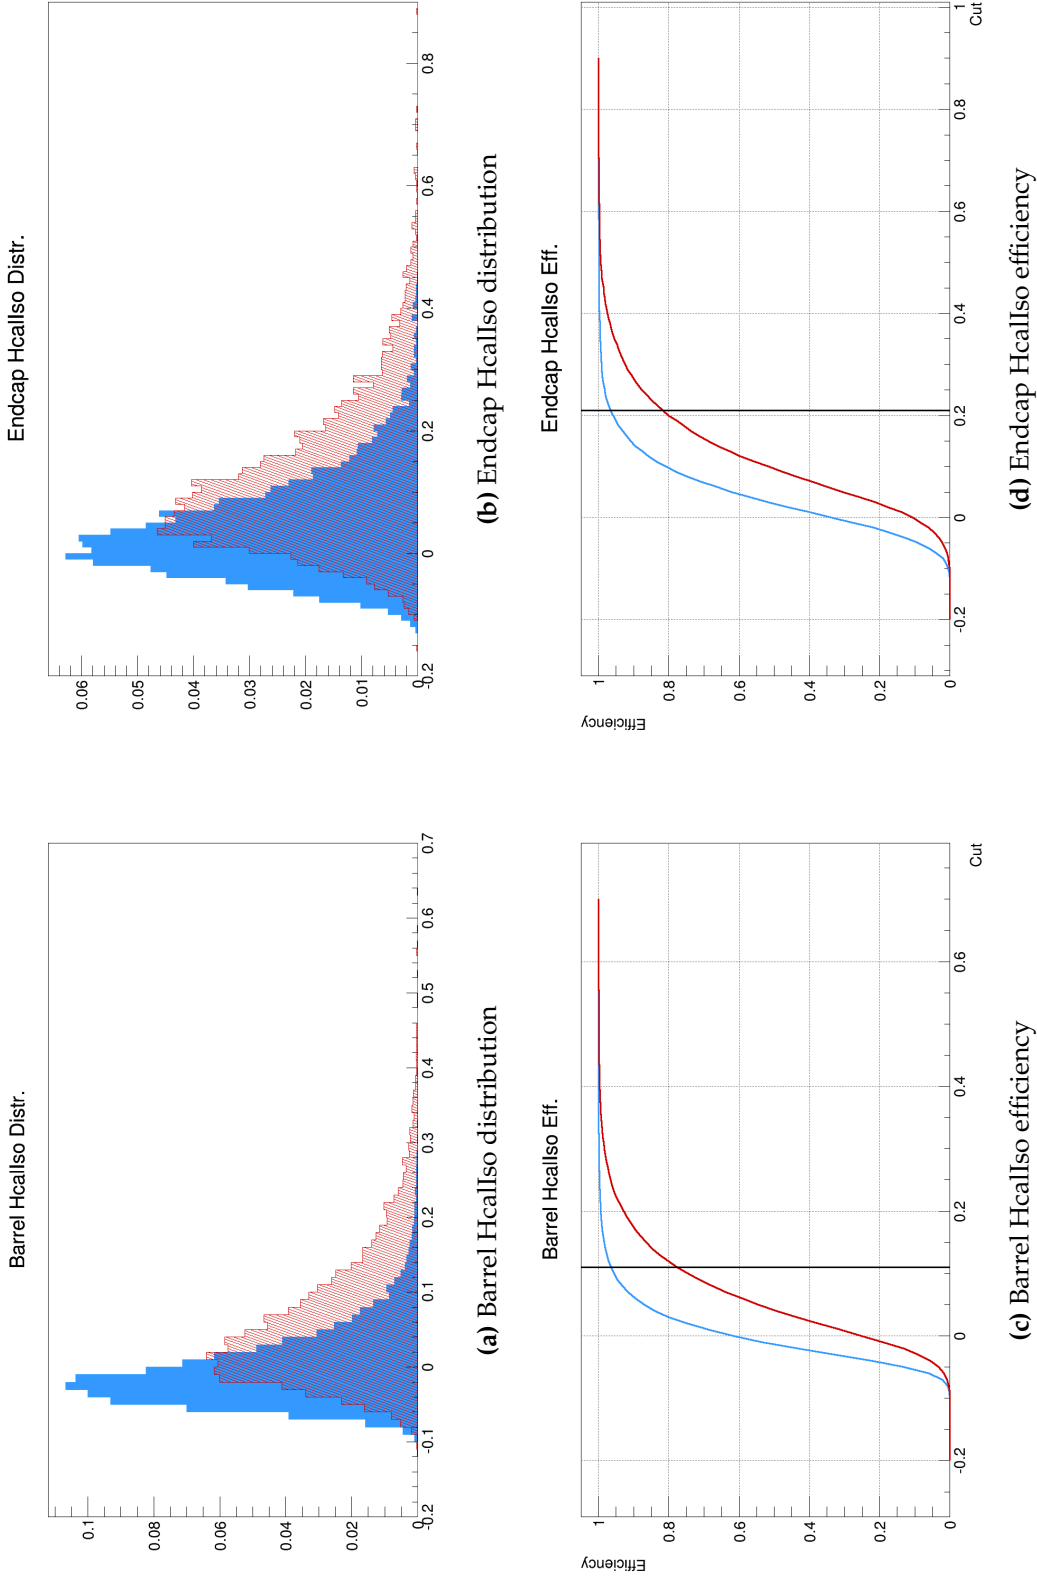 Barrel HcalIso Distr.
0.1
0.08
0.06
0.04
0.02
0
-0.2 -0.1 0 0.1 0.2 0.3 0.4 0.5 0.6 0.7
(a) Barrel HcalIso distribution
Endcap HcalIso Distr.
0.06
0.05
0.04
0.03
0.02
0.01
0
-0.2 0 0.2 0.4 0.6 0.8
(b) Endcap HcalIso distribution
Barrel HcalIso Eff.
Efficiency
1
0.8
0.6
0.4
0.2
0
-0.2 0 0.2 0.4 0.6
Cut
(c) Barrel HcalIso efficiency
Endcap HcalIso Eff.
Efficiency
1
0.8
0.6
0.4
0.2
0
-0.2 0 0.2 0.4 0.6 0.8 1
Cut
(d) Endcap HcalIso efficiency